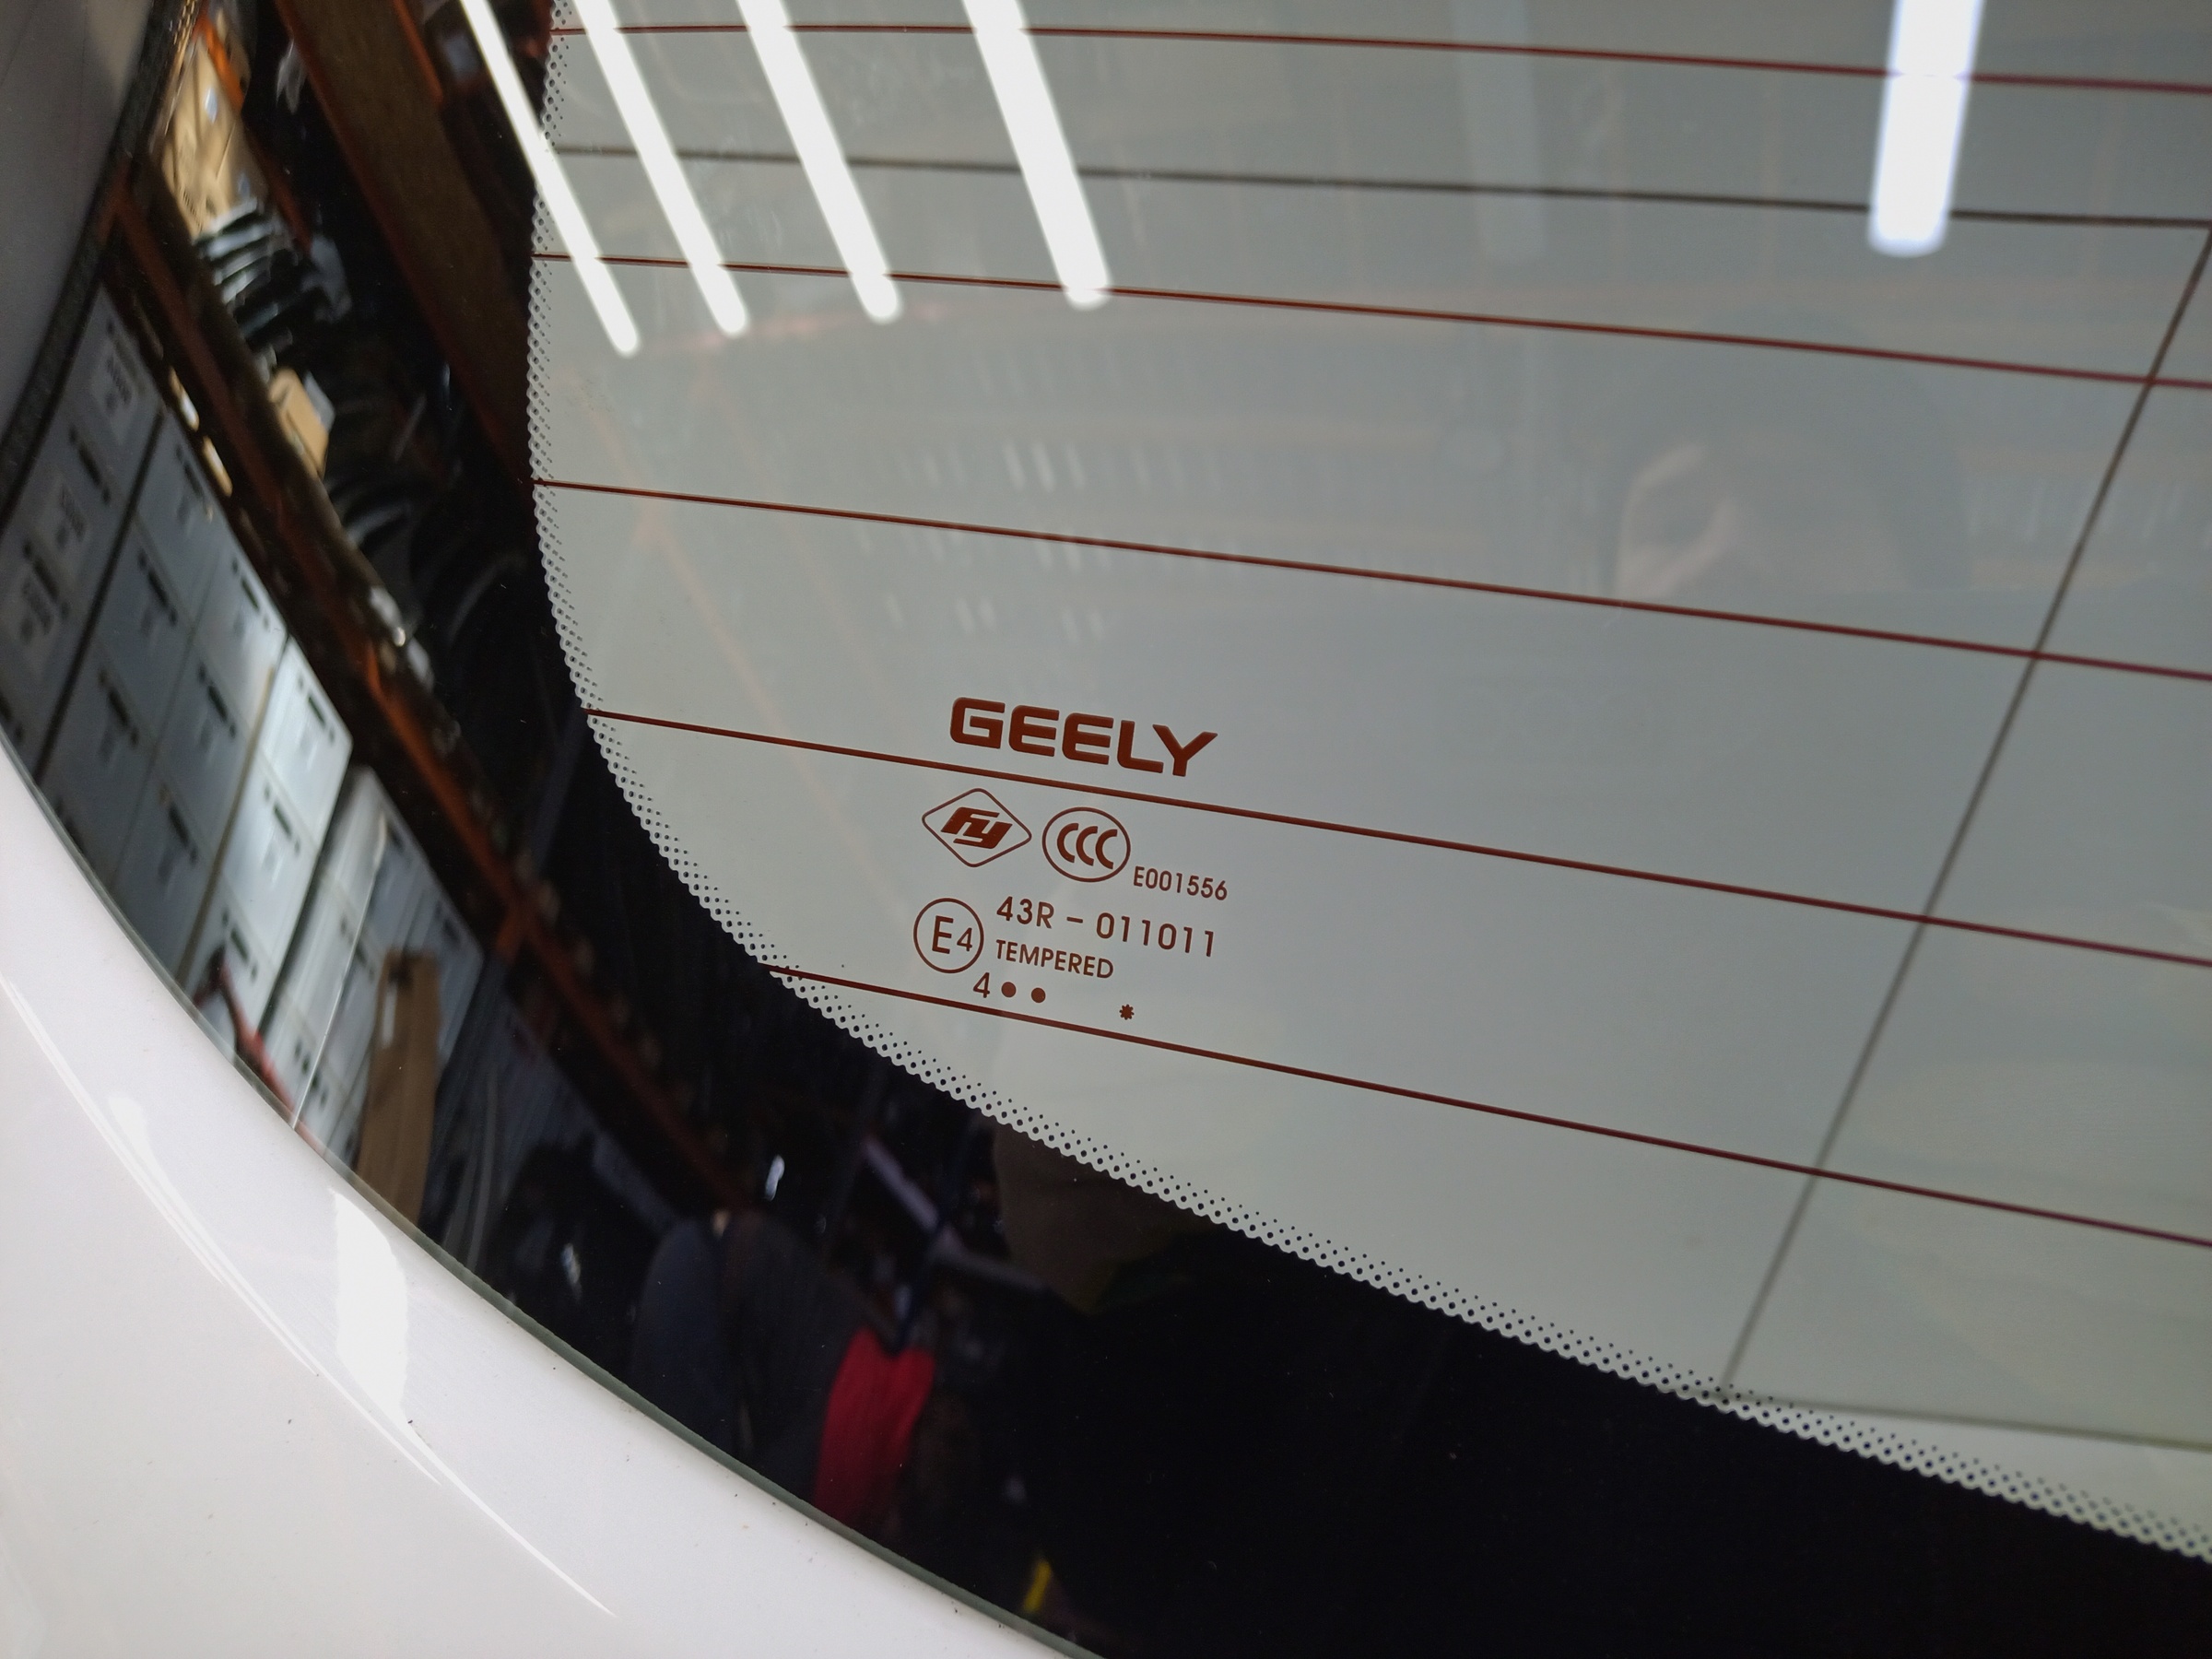 GEELY
fy CCC E001556
E4 43R - 011011
TEMPERED
4 ● ● *